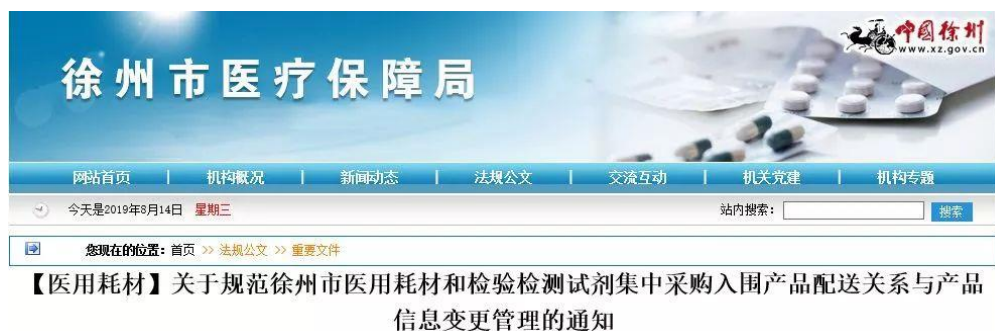 中国徐州
www.xz.gov.cn
徐州市医疗保障局
网站首页 | 机构概况 | 新闻动态 | 法规公文 | 交流互动 | 机关党建 | 机构专题
今天是2019年8月14日 星期三 站内搜索： 搜索
您现在的位置：首页 >> 法规公文 >> 重要文件
【医用耗材】关于规范徐州市医用耗材和检验检测试剂集中采购入围产品配送关系与产品
信息变更管理的通知